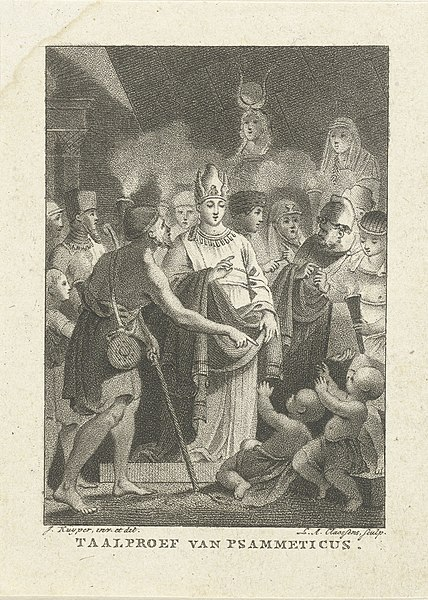 J. Kuyper, inv. et del. L. A. Claessens, sculp.
TAALPROEF VAN PSAMMETICUS.